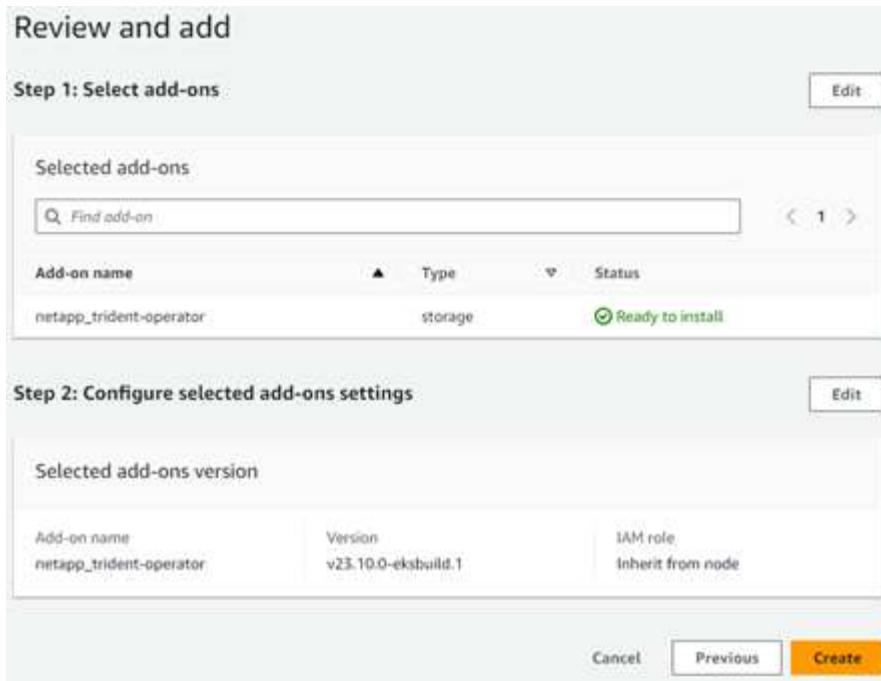 Review and add
Step 1: Select add-ons
Edit
Selected add-ons
Find add-on
1
Add-on name Type Status
netapp_trident-operator storage Ready to install
Step 2: Configure selected add-ons settings
Edit
Selected add-ons version
Add-on name Version IAM role
netapp_trident-operator v23.10.0-eksbuild.1 Inherit from node
Cancel Previous Create